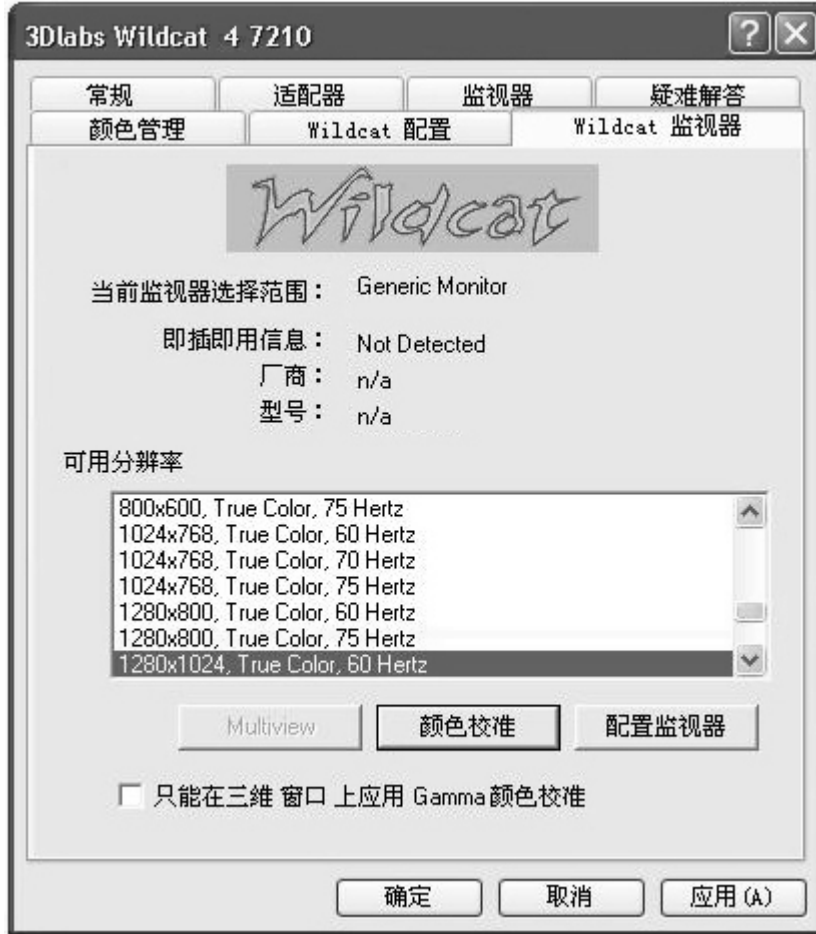 3Dlabs Wildcat 4 7210
常规 适配器 监视器 疑难解答
颜色管理 Wildcat 配置 Wildcat 监视器
Wildcat
当前监视器选择范围： Generic Monitor
即插即用信息： Not Detected
厂商： n/a
型号： n/a
可用分辨率
800x600, True Color, 75 Hertz
1024x768, True Color, 60 Hertz
1024x768, True Color, 70 Hertz
1024x768, True Color, 75 Hertz
1280x800, True Color, 60 Hertz
1280x800, True Color, 75 Hertz
1280x1024, True Color, 60 Hertz
Multiview 颜色校准 配置监视器
只能在三维 窗口 上应用 Gamma 颜色校准
确定 取消 应用(A)